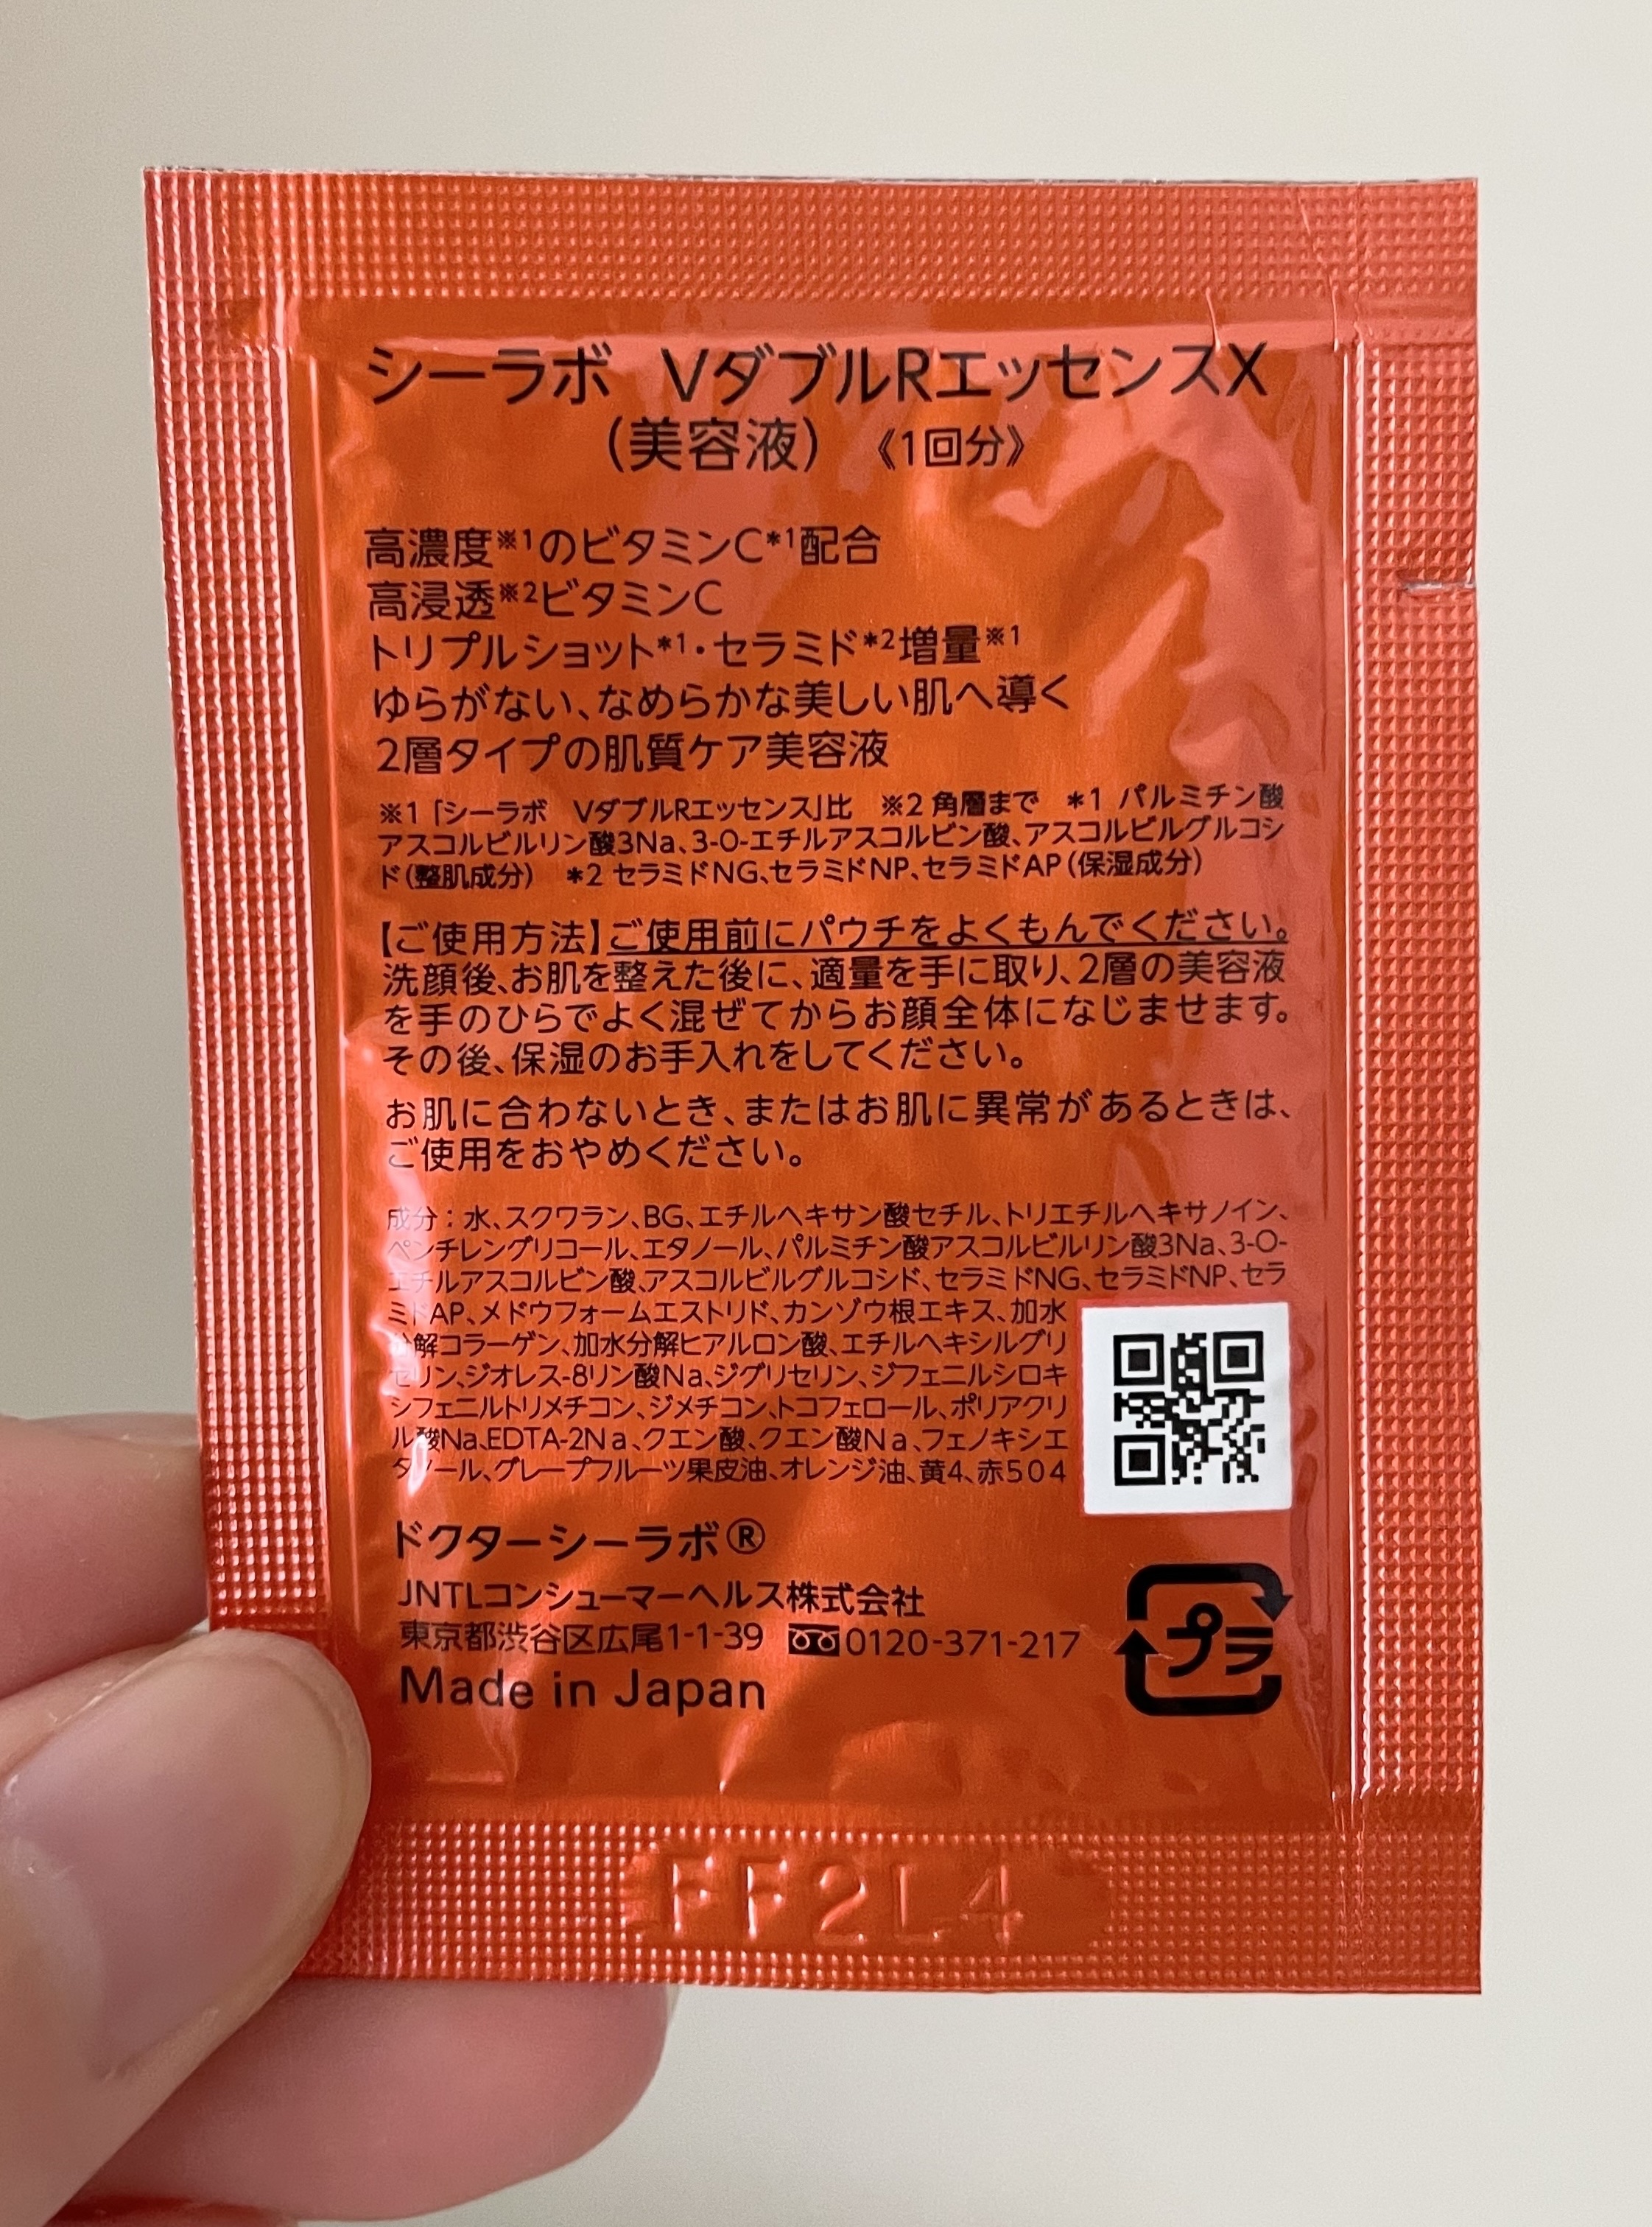 シーラボ　VダブルRエッセンスX
（美容液）　《1回分》
高濃度※1のビタミンC*1配合
高浸透※2ビタミンC
トリプルショット*1・セラミド*2増量※1
ゆらがない、なめらかな美しい肌へ導く
2層タイプの肌質ケア美容液
※1「シーラボ　VダブルRエッセンス」比　※2 角層まで　*1 パルミチン酸
アスコルビルリン酸3Na、3-O-エチルアスコルビン酸、アスコルビルグルコシ
ド（整肌成分）　*2 セラミドNG、セラミドNP、セラミドAP（保湿成分）
【ご使用方法】ご使用前にパウチをよくもんでください。
洗顔後、お肌を整えた後に、適量を手に取り、2層の美容液
を手のひらでよく混ぜてからお顔全体になじませます。
その後、保湿のお手入れをしてください。
お肌に合わないとき、またはお肌に異常があるときは、
ご使用をおやめください。
成分：水、スクワラン、BG、エチルヘキサン酸セチル、トリエチルヘキサノイン、
ペンチレングリコール、エタノール、パルミチン酸アスコルビルリン酸3Na、3-O-
エチルアスコルビン酸、アスコルビルグルコシド、セラミドNG、セラミドNP、セラ
ミドAP、メドウフォームエストリド、カンゾウ根エキス、加水
分解コラーゲン、加水分解ヒアルロン酸、エチルヘキシルグリ
セリン、ジオレス-8リン酸Na、ジグリセリン、ジフェニルシロキ
シフェニルトリメチコン、ジメチコン、トコフェロール、ポリアクリ
ル酸Na、EDTA-2Na、クエン酸、クエン酸Na、フェノキシエ
タノール、グレープフルーツ果皮油、オレンジ油、黄4、赤504
ドクターシーラボ®
JNTLコンシューマーヘルス株式会社
東京都渋谷区広尾1-1-39　0120-371-217
プラ
Made in Japan
FF2L4